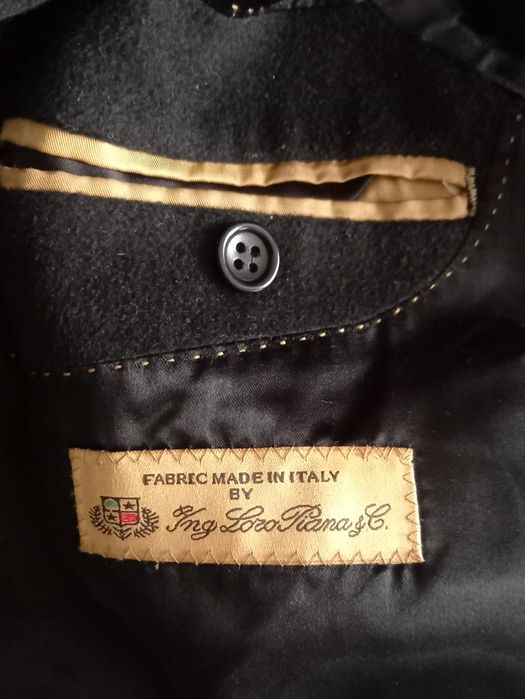 FABRIC MADE IN ITALY
BY
Ing Loro Piana & C.